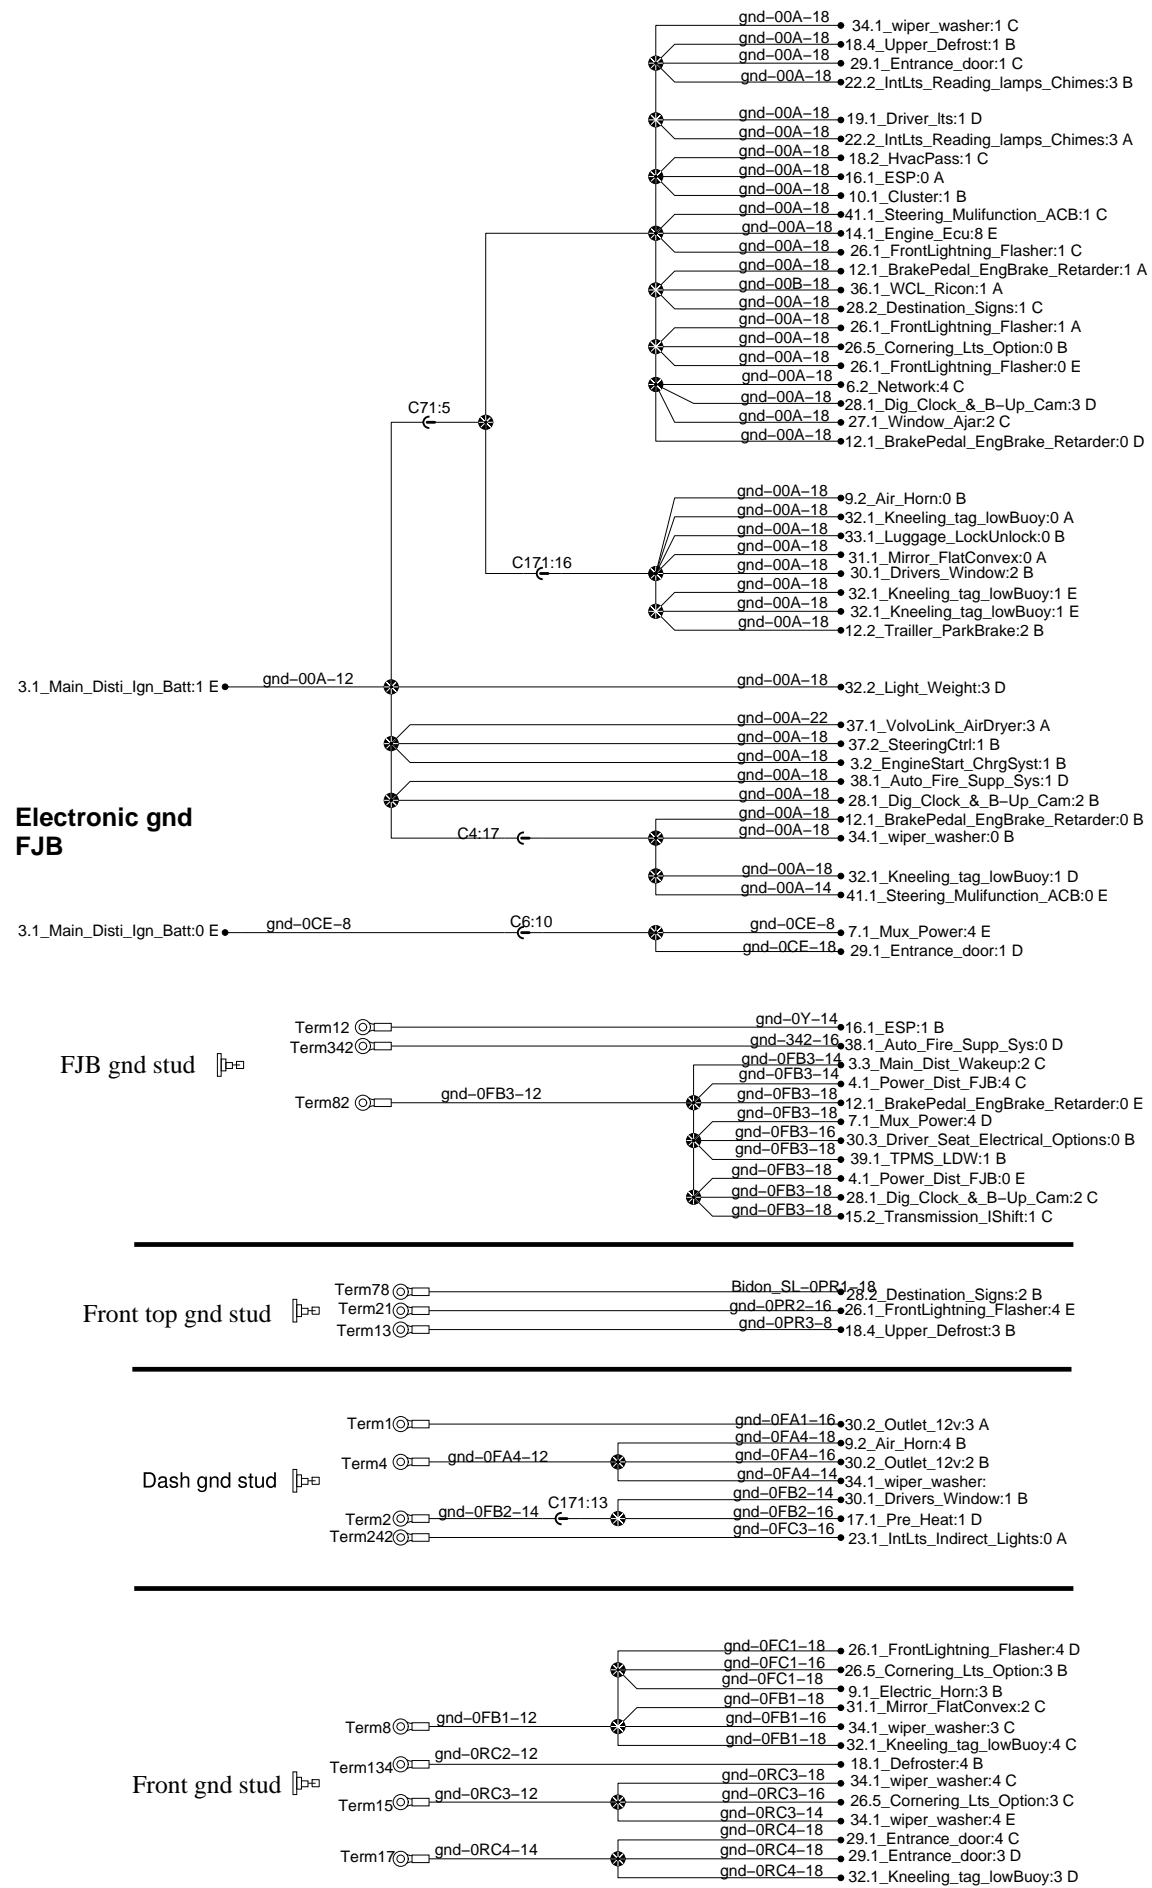 gnd–00A–18 34.1_wiper_washer:1 C
gnd–00A–18 18.4_Upper_Defrost:1 B
gnd–00A–18 29.1_Entrance_door:1 C
gnd–00A–18 22.2_IntLts_Reading_lamps_Chimes:3 B
gnd–00A–18 19.1_Driver_lts:1 D
gnd–00A–18 22.2_IntLts_Reading_lamps_Chimes:3 A
gnd–00A–18 18.2_HvacPass:1 C
gnd–00A–18 16.1_ESP:0 A
gnd–00A–18 10.1_Cluster:1 B
gnd–00A–18 41.1_Steering_Mulifunction_ACB:1 C
gnd–00A–18 14.1_Engine_Ecu:8 E
gnd–00A–18 26.1_FrontLightning_Flasher:1 C
gnd–00A–18 12.1_BrakePedal_EngBrake_Retarder:1 A
gnd–00B–18 36.1_WCL_Ricon:1 A
gnd–00A–18 28.2_Destination_Signs:1 C
gnd–00A–18 26.1_FrontLightning_Flasher:1 A
gnd–00A–18 26.5_Cornering_Lts_Option:0 B
gnd–00A–18 26.1_FrontLightning_Flasher:0 E
gnd–00A–18 6.2_Network:4 C
gnd–00A–18 28.1_Dig_Clock_&_B–Up_Cam:3 D
C71:5
gnd–00A–18 27.1_Window_Ajar:2 C
gnd–00A–18 12.1_BrakePedal_EngBrake_Retarder:0 D
gnd–00A–18 9.2_Air_Horn:0 B
gnd–00A–18 32.1_Kneeling_tag_lowBuoy:0 A
gnd–00A–18 33.1_Luggage_LockUnlock:0 B
gnd–00A–18 31.1_Mirror_FlatConvex:0 A
C171:16 gnd–00A–18 30.1_Drivers_Window:2 B
gnd–00A–18 32.1_Kneeling_tag_lowBuoy:1 E
gnd–00A–18 32.1_Kneeling_tag_lowBuoy:1 E
gnd–00A–18 12.2_Trailler_ParkBrake:2 B
3.1_Main_Disti_Ign_Batt:1 E gnd–00A–12 gnd–00A–18 32.2_Light_Weight:3 D
gnd–00A–22 37.1_VolvoLink_AirDryer:3 A
gnd–00A–18 37.2_SteeringCtrl:1 B
gnd–00A–18 3.2_EngineStart_ChrgSyst:1 B
gnd–00A–18 38.1_Auto_Fire_Supp_Sys:1 D
gnd–00A–18 28.1_Dig_Clock_&_B–Up_Cam:2 B
Electronic gnd
FJB
gnd–00A–18 12.1_BrakePedal_EngBrake_Retarder:0 B
C4:17 gnd–00A–18 34.1_wiper_washer:0 B
gnd–00A–18 32.1_Kneeling_tag_lowBuoy:1 D
gnd–00A–14 41.1_Steering_Mulifunction_ACB:0 E
3.1_Main_Disti_Ign_Batt:0 E gnd–0CE–8 C6:10 gnd–0CE–8 7.1_Mux_Power:4 E
gnd–0CE–18 29.1_Entrance_door:1 D
Term12 gnd–0Y–14 16.1_ESP:1 B
Term342 gnd–342–16 38.1_Auto_Fire_Supp_Sys:0 D
FJB gnd stud
gnd–0FB3–14 3.3_Main_Dist_Wakeup:2 C
gnd–0FB3–14 4.1_Power_Dist_FJB:4 C
Term82 gnd–0FB3–12 gnd–0FB3–18 12.1_BrakePedal_EngBrake_Retarder:0 E
gnd–0FB3–18 7.1_Mux_Power:4 D
gnd–0FB3–16 30.3_Driver_Seat_Electrical_Options:0 B
gnd–0FB3–18 39.1_TPMS_LDW:1 B
gnd–0FB3–18 4.1_Power_Dist_FJB:0 E
gnd–0FB3–18 28.1_Dig_Clock_&_B–Up_Cam:2 C
gnd–0FB3–18 15.2_Transmission_IShift:1 C
Term78 Bidon_SL–0PR1–18 28.2_Destination_Signs:2 B
Front top gnd stud
Term21 gnd–0PR2–16 26.1_FrontLightning_Flasher:4 E
Term13 gnd–0PR3–8 18.4_Upper_Defrost:3 B
Term1 gnd–0FA1–16 30.2_Outlet_12v:3 A
gnd–0FA4–18 9.2_Air_Horn:4 B
Term4 gnd–0FA4–12 gnd–0FA4–16 30.2_Outlet_12v:2 B
Dash gnd stud
gnd–0FA4–14 34.1_wiper_washer:
gnd–0FB2–14 30.1_Drivers_Window:1 B
Term2 gnd–0FB2–14 C171:13 gnd–0FB2–16 17.1_Pre_Heat:1 D
Term242 gnd–0FC3–16 23.1_IntLts_Indirect_Lights:0 A
gnd–0FC1–18 26.1_FrontLightning_Flasher:4 D
gnd–0FC1–16 26.5_Cornering_Lts_Option:3 B
gnd–0FC1–18 9.1_Electric_Horn:3 B
gnd–0FB1–18 31.1_Mirror_FlatConvex:2 C
Term8 gnd–0FB1–12 gnd–0FB1–16 34.1_wiper_washer:3 C
gnd–0FB1–18 32.1_Kneeling_tag_lowBuoy:4 C
Term134 gnd–0RC2–12 18.1_Defroster:4 B
Front gnd stud
gnd–0RC3–18 34.1_wiper_washer:4 C
Term15 gnd–0RC3–12 gnd–0RC3–16 26.5_Cornering_Lts_Option:3 C
gnd–0RC3–14 34.1_wiper_washer:4 E
gnd–0RC4–18 29.1_Entrance_door:4 C
Term17 gnd–0RC4–14 gnd–0RC4–18 29.1_Entrance_door:3 D
gnd–0RC4–18 32.1_Kneeling_tag_lowBuoy:3 D